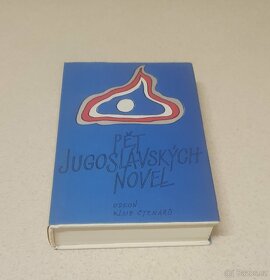 PĚT
JUGOSLÁVSKÝCH
NOVEL
ODEON
KLUB ČTENÁŘŮ